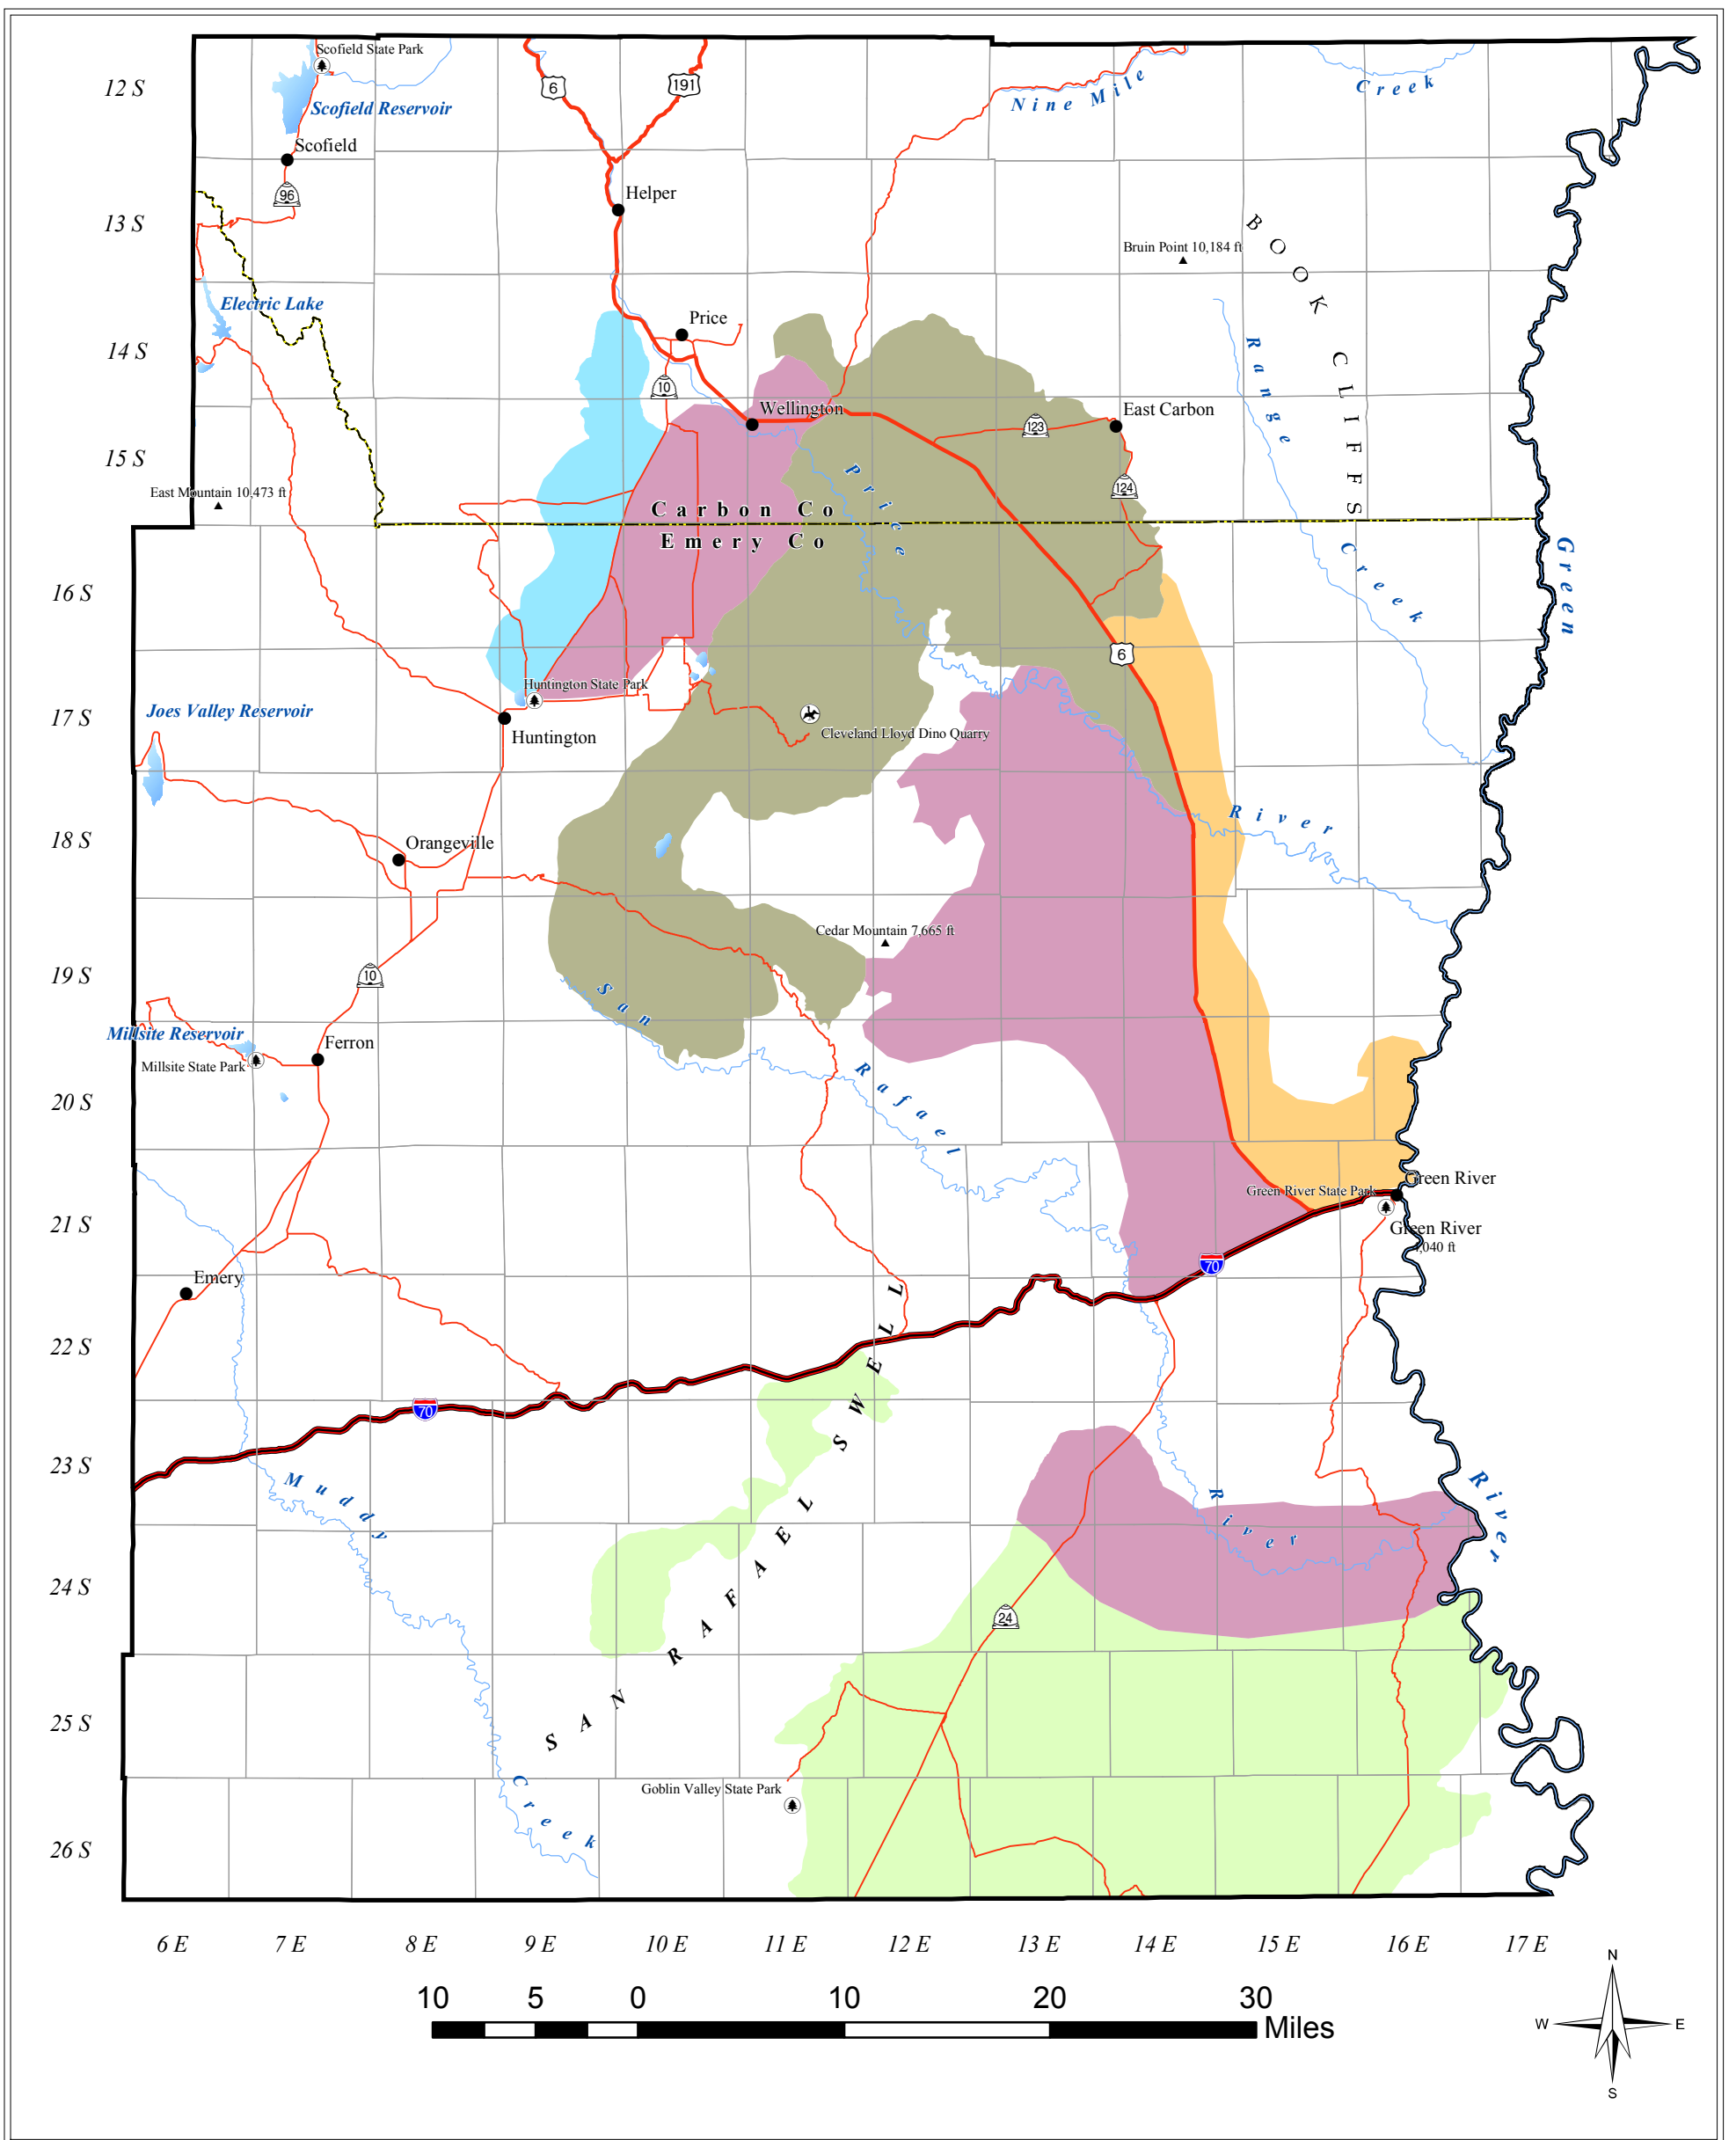 Scofield State Park
12 S
6
191
Nine Mile
Creek
Scofield Reservoir
Scofield
96
Helper
13 S
BOOK CLIFFS
Bruin Point 10,184 ft
Electric Lake
Price
14 S
Range
10
Wellington
East Carbon
123
15 S
Price
124
East Mountain 10,473 ft
Carbon Co
Emery Co
Creek
Green
16 S
6
Huntington State Park
Joes Valley Reservoir
17 S
Huntington
Cleveland Lloyd Dino Quarry
River
18 S
Orangeville
Cedar Mountain 7,665 ft
19 S
10
San
Millsite Reservoir
Ferron
Millsite State Park
Rafael
20 S
Green River State Park
Green River
21 S
Green River
4,040 ft
70
Emery
22 S
70
SAN RAFAEL SWELL
23 S
Muddy
River
River
24 S
24
25 S
Creek
Goblin Valley State Park
26 S
6 E 7 E 8 E 9 E 10 E 11 E 12 E 13 E 14 E 15 E 16 E 17 E
10 5 0 10 20 30
Miles
N
W E
S